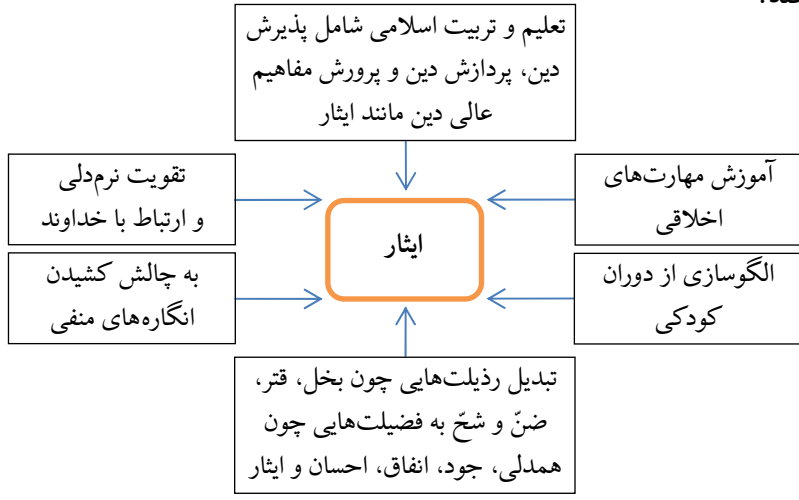 تعلیم و تربیت اسلامی شامل پذیرش
دین، پردازش دین و پرورش مفاهیم
عالی دین مانند ایثار
آموزش مهارت‌های
اخلاقی
تقویت نرم‌دلی
و ارتباط با خداوند
ایثار
الگوسازی از دوران
کودکی
به چالش کشیدن
انگاره‌های منفی
تبدیل رذیلت‌هایی چون بخل، قتر،
ضنّ و شحّ به فضیلت‌هایی چون
همدلی، جود، انفاق، احسان و ایثار